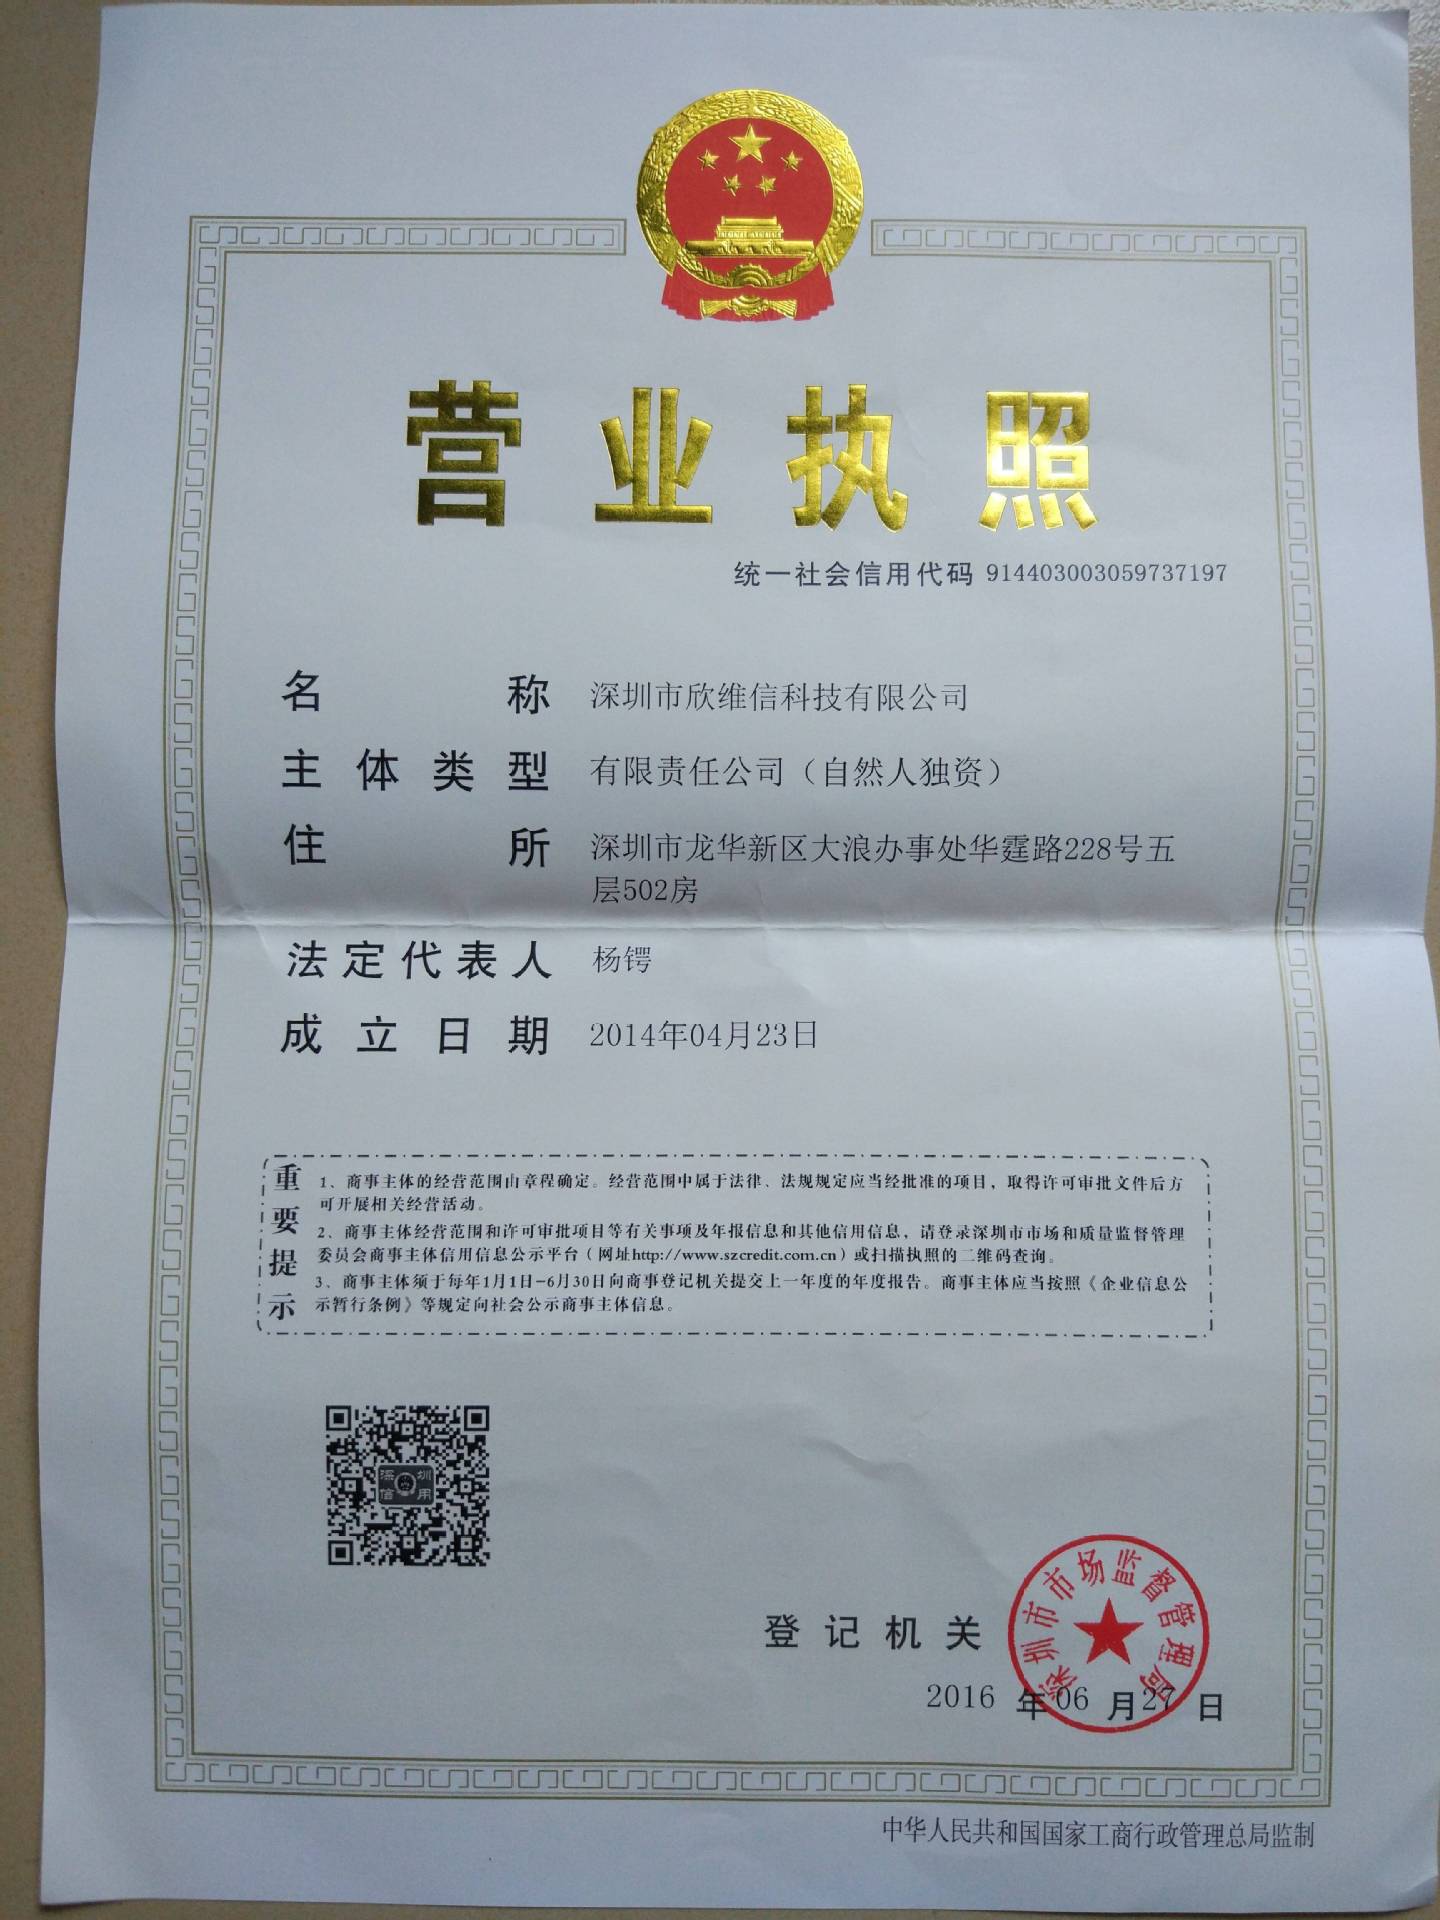 营业执照
统一社会信用代码 914403003059737197
名称 深圳市欣维信科技有限公司
主体类型 有限责任公司（自然人独资）
住所 深圳市龙华新区大浪办事处华霆路228号五
层502房
法定代表人 杨锷
成立日期 2014年04月23日
重要提示
1、商事主体的经营范围由章程确定。经营范围中属于法律、法规规定应当经批准的项目，取得许可审批文件后方
可开展相关经营活动。
2、商事主体经营范围和许可审批项目等有关事项及年报信息和其他信用信息，请登录深圳市市场和质量监督管理
委员会商事主体信用信息公示平台（网址http://www.szcredit.com.cn）或扫描执照的二维码查询。
3、商事主体须于每年1月1日-6月30日向商事登记机关提交上一年度的年度报告。商事主体应当按照《企业信息公
示暂行条例》等规定向社会公示商事主体信息。
深圳
信用
深圳市市场监督管理局
登记机关
2016 年 06 月 27 日
中华人民共和国国家工商行政管理总局监制